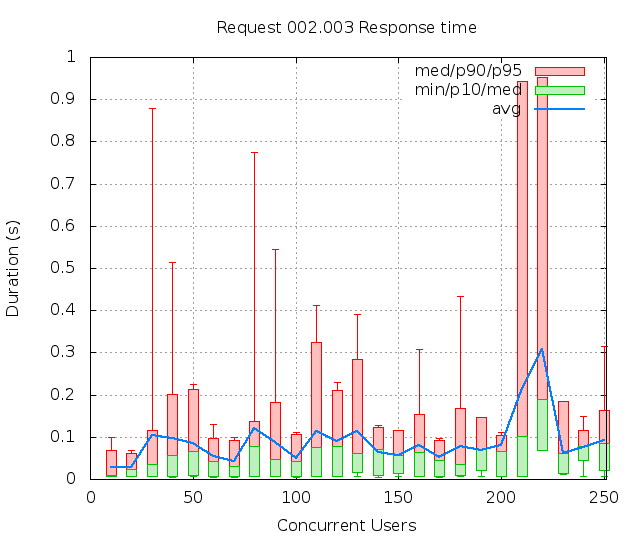 Request 002.003 Response time
med/p90/p95
min/p10/med
avg
1
0.9
0.8
0.7
0.6
0.5
0.4
0.3
0.2
0.1
0
Duration (s)
0 50 100 150 200 250
Concurrent Users